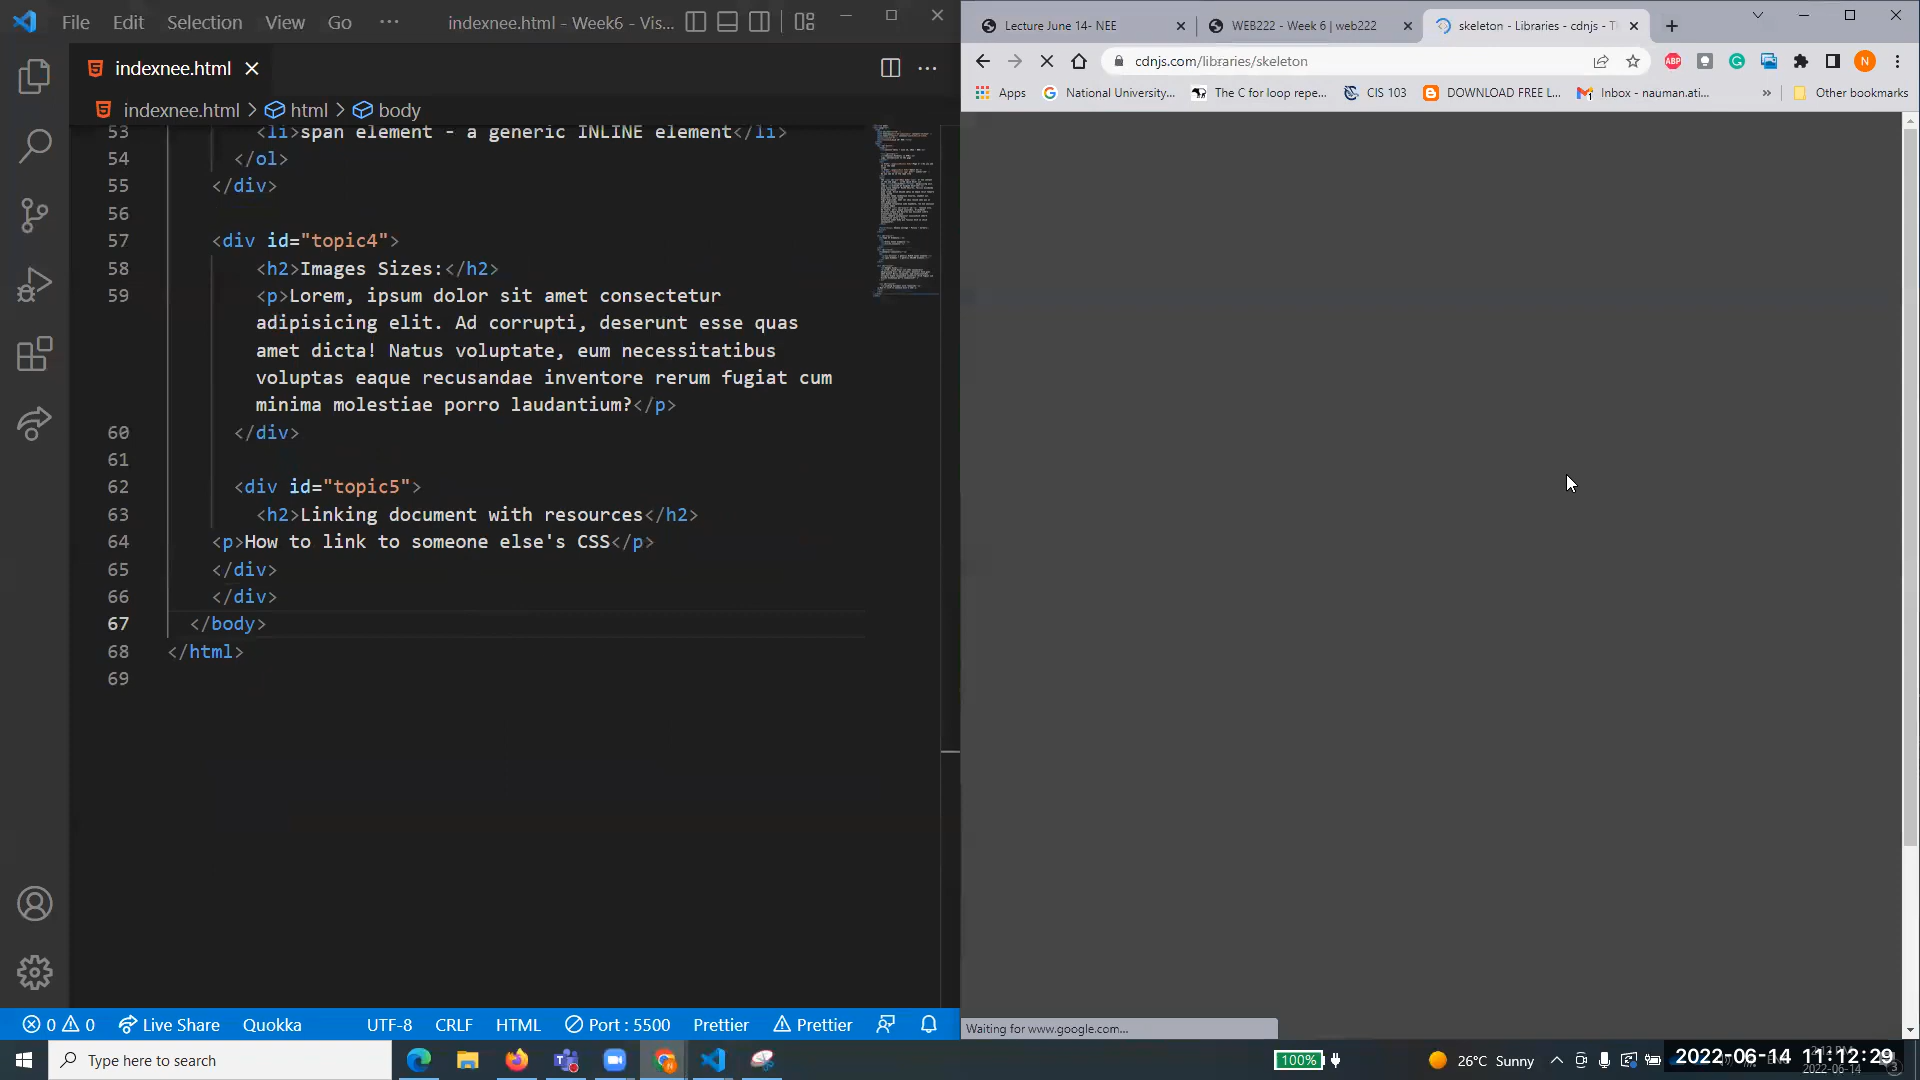 File Edit Selection View Go ··· indexnee.html - Week6 - Vis...
indexnee.html
indexnee.html > html > body
53 <li>span element - a generic INLINE element</li>
54 </ol>
55 </div>
56
57 <div id="topic4">
58 <h2>Images Sizes:</h2>
59 <p>Lorem, ipsum dolor sit amet consectetur
adipisicing elit. Ad corrupti, deserunt esse quas
amet dicta! Natus voluptate, eum necessitatibus
voluptas eaque recusandae inventore rerum fugiat cum
minima molestiae porro laudantium?</p>
60 </div>
61
62 <div id="topic5">
63 <h2>Linking document with resources</h2>
64 <p>How to link to someone else's CSS</p>
65 </div>
66 </div>
67 </body>
68 </html>
69
0 0 Live Share Quokka UTF-8 CRLF HTML Port : 5500 Prettier Prettier
Lecture June 14- NEE WEB222 - Week 6 | web222 skeleton - Libraries - cdnjs -
cdnjs.com/libraries/skeleton ABP N
Apps National University... The C for loop repe... CIS 103 DOWNLOAD FREE L... Inbox - nauman.ati... » Other bookmarks
Waiting for www.google.com...
Type here to search 100% 26°C Sunny 2022-06-14 11:12:29
2022-06-14